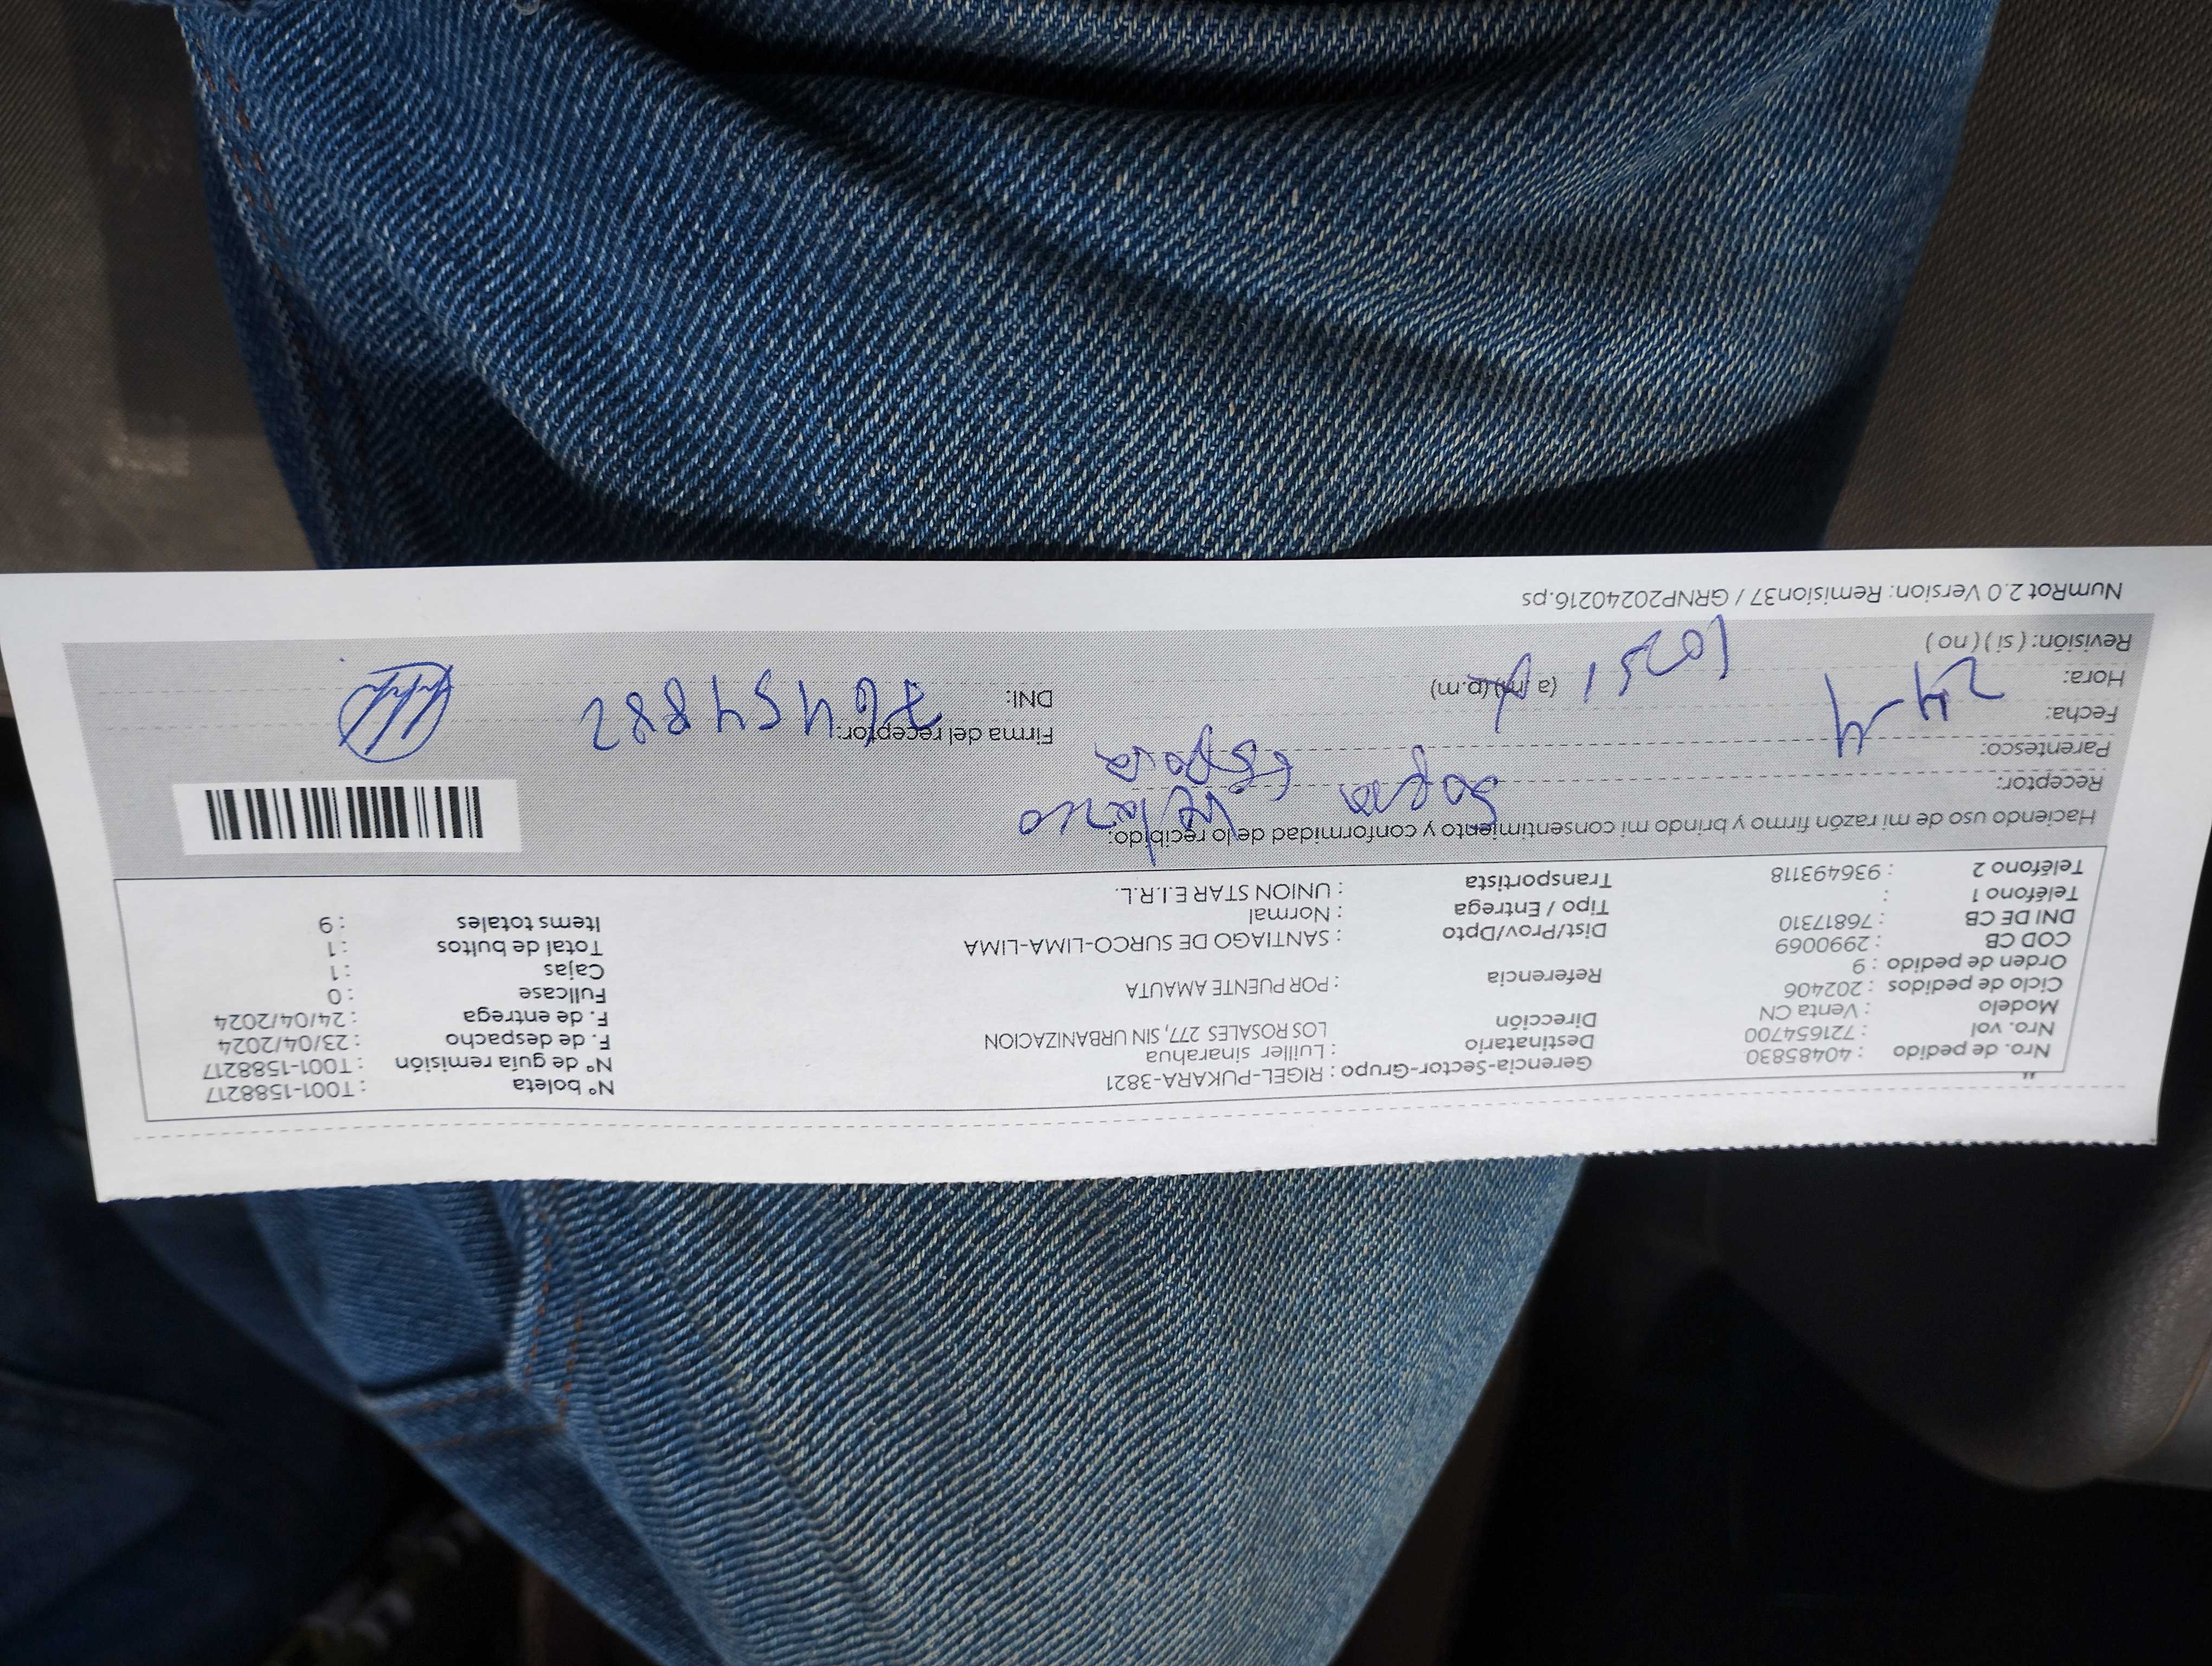 Nro. de pedido : 40485830 Gerencia-Sector-Grupo : RIGEL-PUKARA-3821 N° boleta : T001-1588217
Nro. vol : 721654700 Destinatario : Luiller sinarahua N° de guía remisión : T001-1588217
Modelo : Venta CN Dirección LOS ROSALES 277, SIN URBANIZACION F. de despacho : 23/04/2024
Ciclo de pedidos : 202406 F. de entrega : 24/04/2024
Orden de pedido : 9 Referencia : POR PUENTE AMAUTA Fullcase : 0
COD CB : 2990069 Cajas : 1
DNI DE CB : 76817310 Dist/Prov/Dpto : SANTIAGO DE SURCO-LIMA-LIMA Total de bultos : 1
Teléfono 1 : Tipo / Entrega : Normal Items totales : 9
Teléfono 2 : 936493118 Transportista : UNION STAR E.I.R.L.
Haciendo uso de mi razón firmo y brindo mi consentimiento y conformidad de lo recibido:
Receptor:
Parentesco: Esposa
Fecha: 24-4 Firma del receptor:
Hora: (a.m) (p.m) DNI: 76454882
Revisión: ( si ) ( no )
NumRot 2.0 Version: Remision37 / GRNP20240216.ps